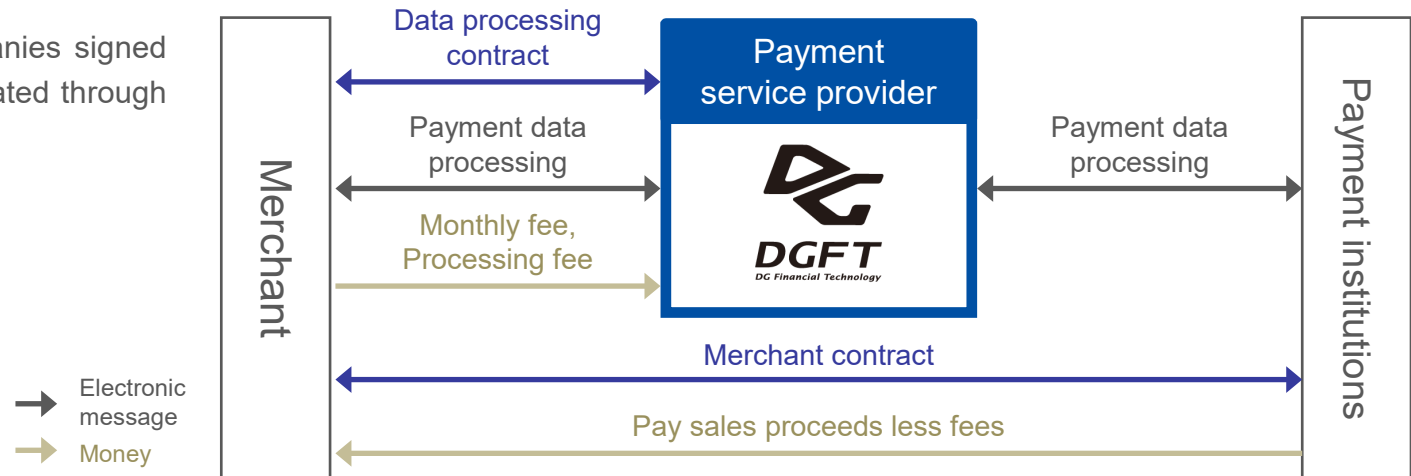 anies signed
ated through
Merchant
Data processing
contract
Payment data
processing
Monthly fee,
Processing fee
Payment
service provider
DG
DGFT
DG Financial Technology
Payment data
processing
Payment institutions
Merchant contract
Pay sales proceeds less fees
Electronic
message
Money